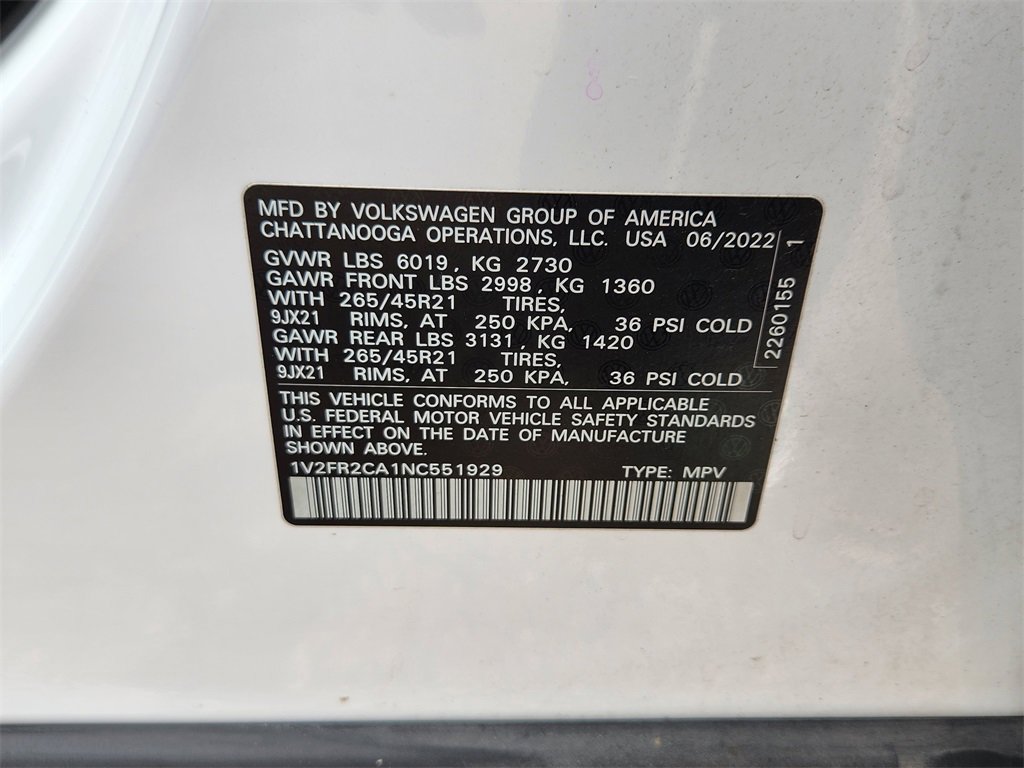 MFD BY VOLKSWAGEN GROUP OF AMERICA
CHATTANOOGA OPERATIONS, LLC. USA 06/2022
GVWR LBS 6019, KG 2730
GAWR FRONT LBS 2998, KG 1360
WITH 265/45R21 TIRES,
9JX21 RIMS, AT 250 KPA, 36 PSI COLD
GAWR REAR LBS 3131, KG 1420
WITH 265/45R21 TIRES,
9JX21 RIMS, AT 250 KPA, 36 PSI COLD
2260155 1
THIS VEHICLE CONFORMS TO ALL APPLICABLE
U.S. FEDERAL MOTOR VEHICLE SAFETY STANDARDS
IN EFFECT ON THE DATE OF MANUFACTURE
SHOWN ABOVE.
1V2FR2CA1NC551929 TYPE: MPV